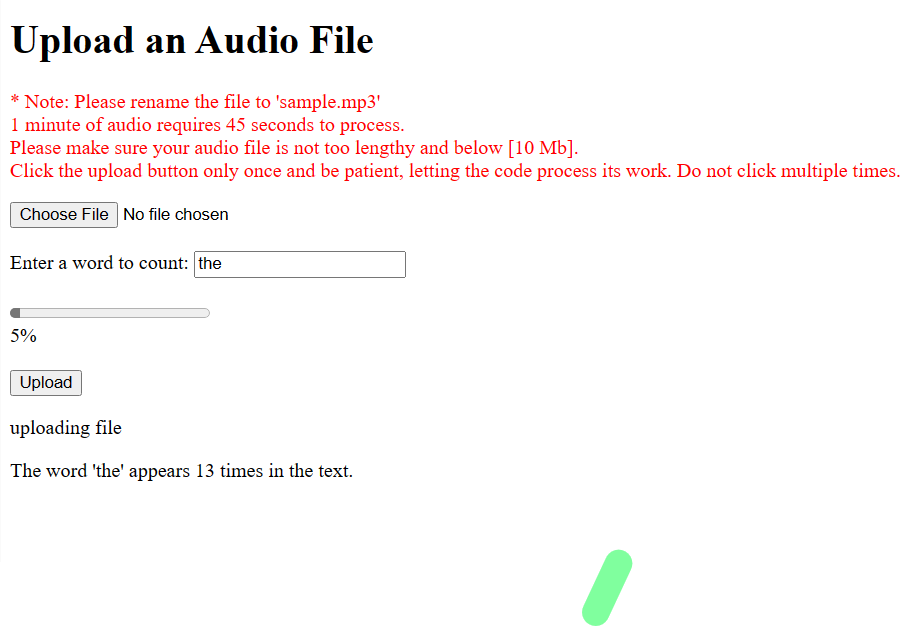 Upload an Audio File
* Note: Please rename the file to 'sample.mp3'
1 minute of audio requires 45 seconds to process.
Please make sure your audio file is not too lengthy and below [10 Mb].
Click the upload button only once and be patient, letting the code process its work. Do not click multiple times.
Choose File No file chosen
Enter a word to count: the
5%
Upload
uploading file
The word 'the' appears 13 times in the text.